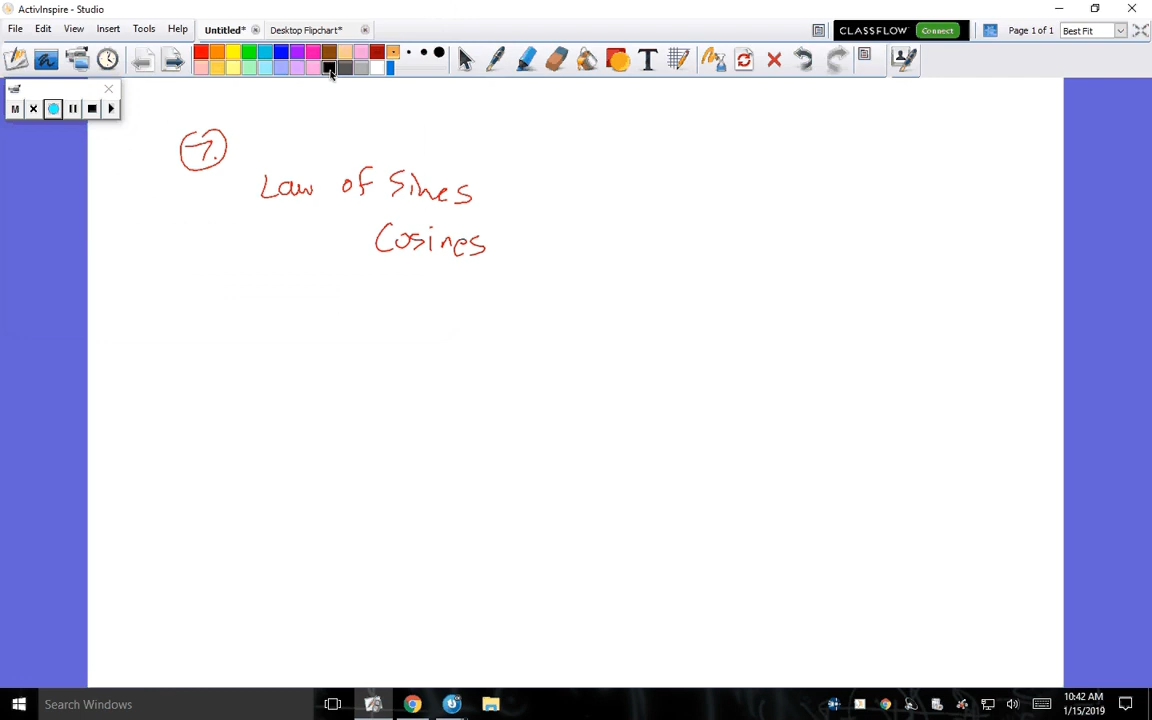 ActivInspire - Studio
File Edit View Insert Tools Help Untitled* Desktop Flipchart* CLASSFLOW Connect Page 1 of 1 Best Fit
M
7.
Law of Sines
Cosines
Search Windows
10:42 AM
1/15/2019